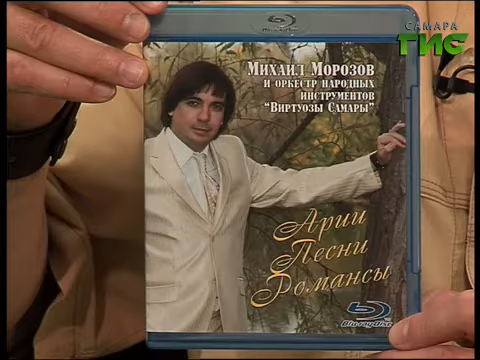 САМАРА
ГИС
Михаил Морозов
и оркестр народных
инструментов
"Виртуозы Самары"
Арии
Песни
Романсы
Blu-ray Disc